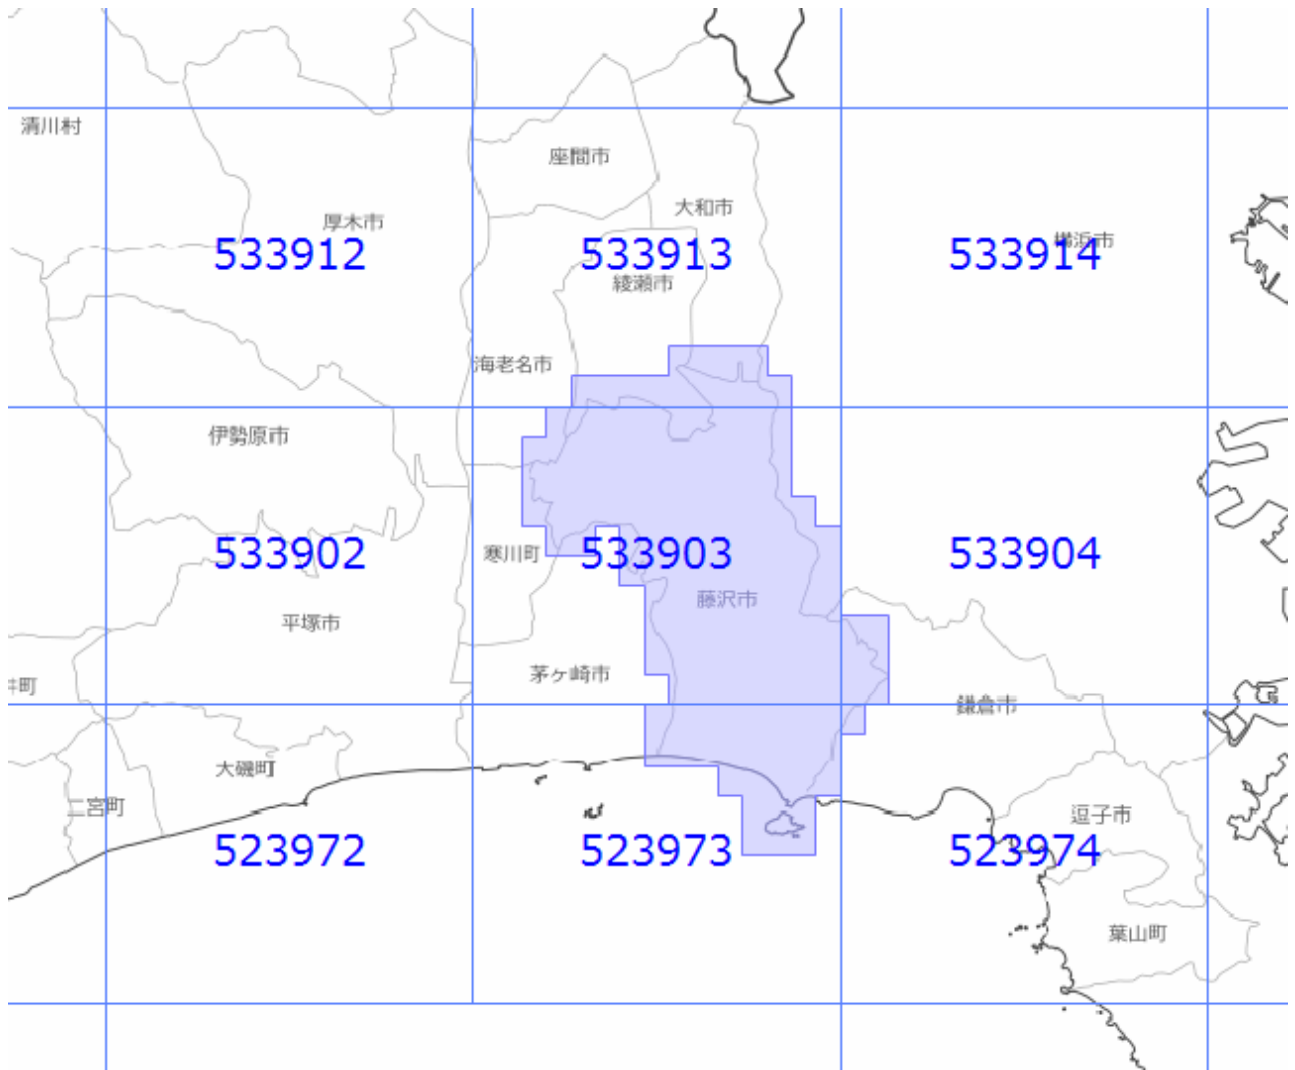 清川村
座間市
大和市
厚木市
横浜市
533912
533913
533914
綾瀬市
海老名市
伊勢原市
寒川町
533902
533903
533904
藤沢市
平塚市
茅ヶ崎市
井町
鎌倉市
大磯町
二宮町
逗子市
523972
523973
523974
葉山町